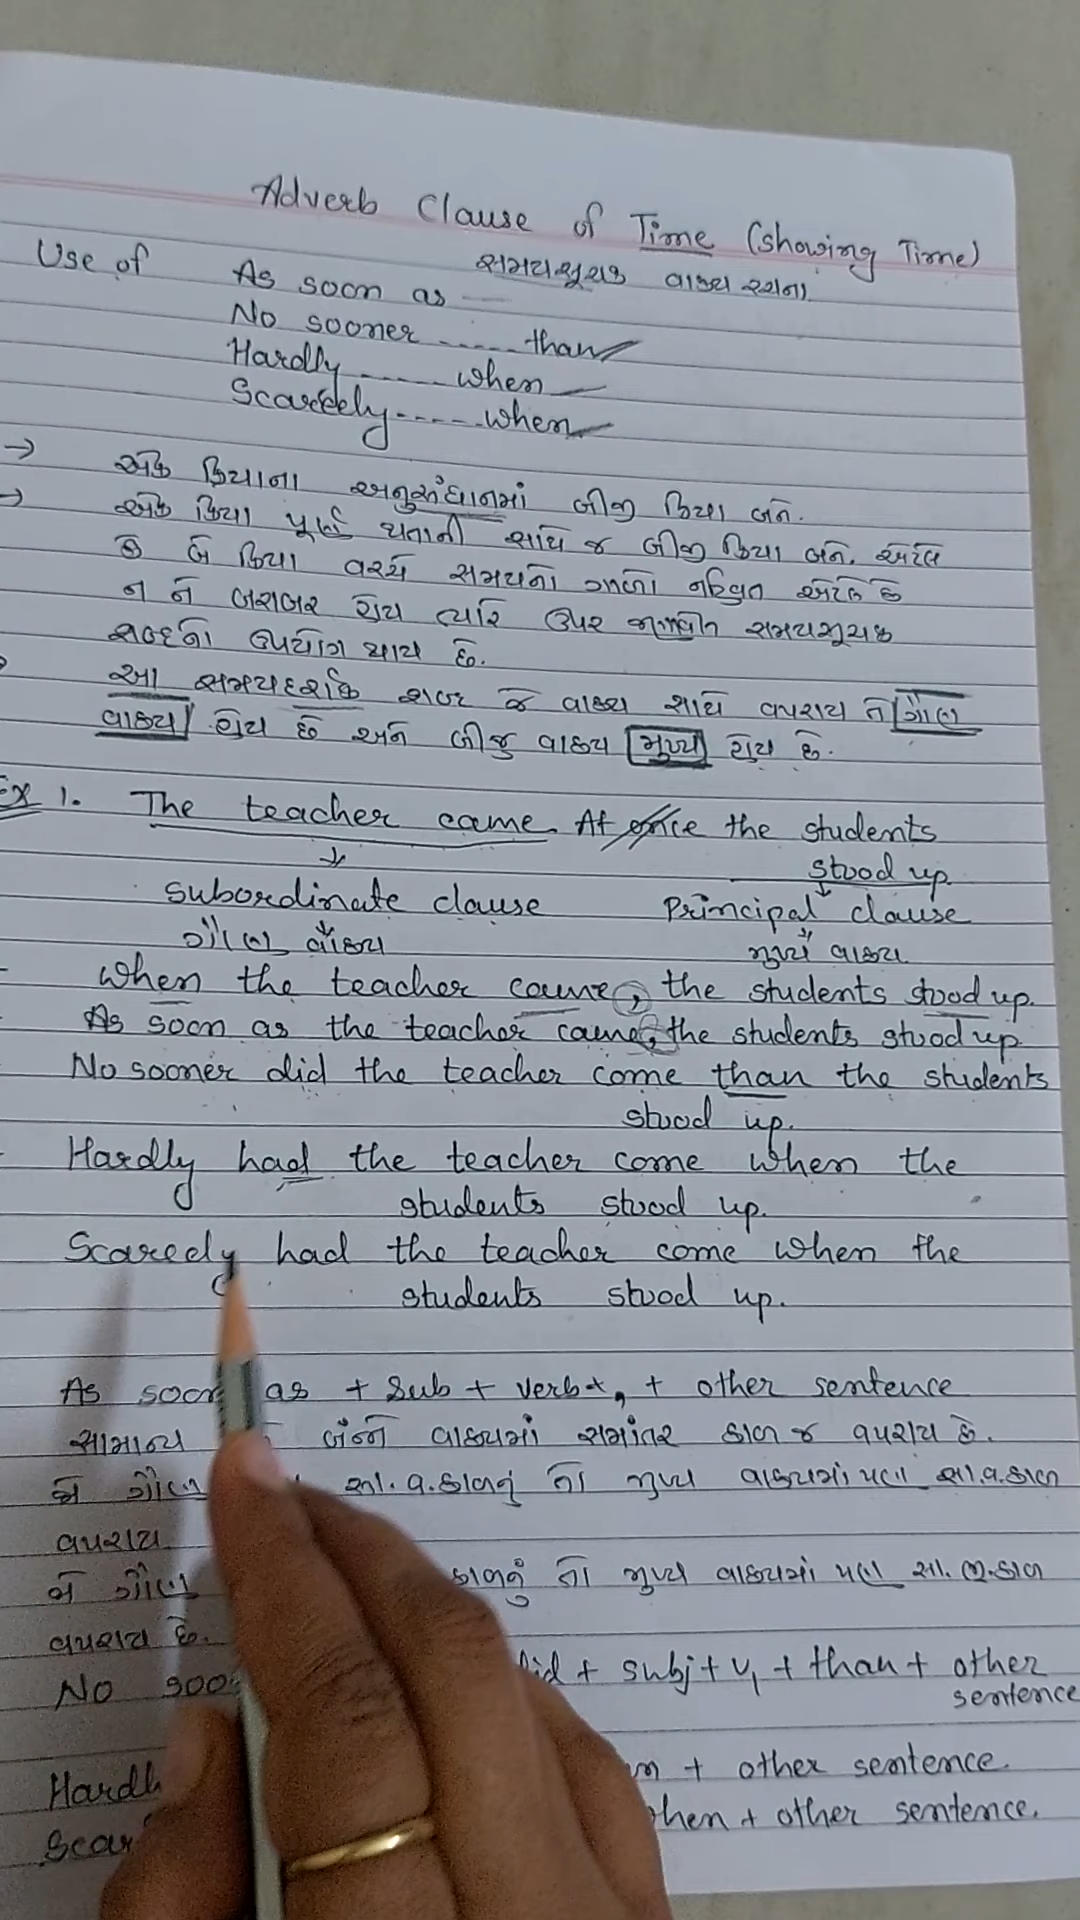 Adverb Clause of Time (showing Time)
સમયસૂચક વાક્ય રચના
Use of As soon as
No sooner ..... than
Hardly ..... when
Scarcely ..... when
→ એક ક્રિયાના અનુસંધાનમાં બીજી ક્રિયા બને.
→ એક ક્રિયા પૂર્ણ થતાની સાથે જ બીજી ક્રિયા બને. એટલે
કે બે ક્રિયા વચ્ચે સમયનો ગાળો નહિવત એટલે કે
ન ને બરાબર હોય ત્યારે ઉપર જણાવેલ સમયસૂચક
શબ્દનો ઉપયોગ થાય છે.
આ સમયદર્શક શબ્દ જે વાક્ય સાથે વપરાય તે ગૌણ
વાક્ય હોય છે અને બીજુ વાક્ય મુખ્ય હોય છે.
Ex 1. The teacher came. At once the students
stood up.
subordinate clause Principal clause
ગૌણ વાક્ય મુખ્ય વાક્ય
When the teacher came, the students stood up.
As soon as the teacher came, the students stood up
No sooner did the teacher come than the students
stood up.
Hardly had the teacher come when the
students stood up.
Scarecly had the teacher come when the
students stood up.
As soon as + Sub + verb+, + other sentence
સામાન્ય બંને વાક્યમાં સમાંતર કાળ જ વપરાય છે.
જો ગૌણ સા. વ.કાળનું તો મુખ્ય વાક્યમાં પણ સા.વ.કાળ
વપરાય
જો ગૌણ કાળનું તો મુખ્ય વાક્યમાં પણ સા. ભૂ.કાળ
વપરાય છે.
No did + subj + V1 + than + other
sentence
+ other sentence.
when + other sentence.